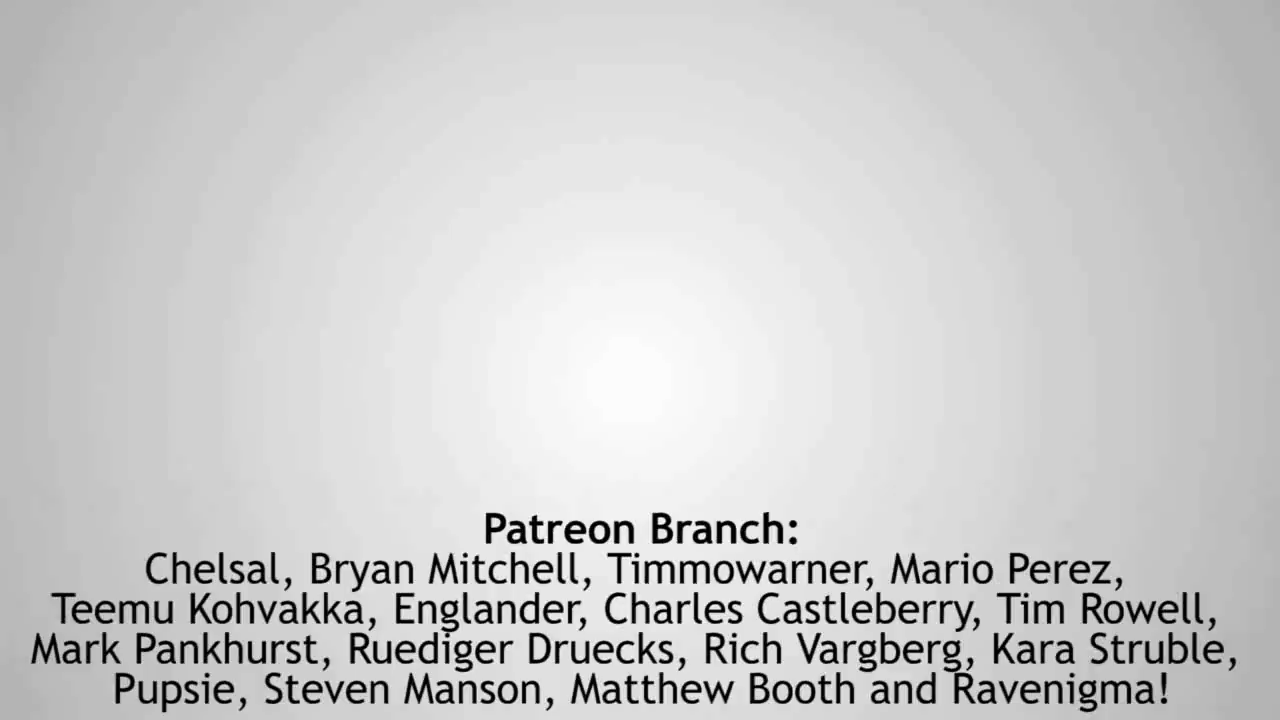 Patreon Branch:
Chelsal, Bryan Mitchell, Timmowarner, Mario Perez,
Teemu Kohvakka, Englander, Charles Castleberry, Tim Rowell,
Mark Pankhurst, Ruediger Druecks, Rich Vargberg, Kara Struble,
Pupsie, Steven Manson, Matthew Booth and Ravenigma!